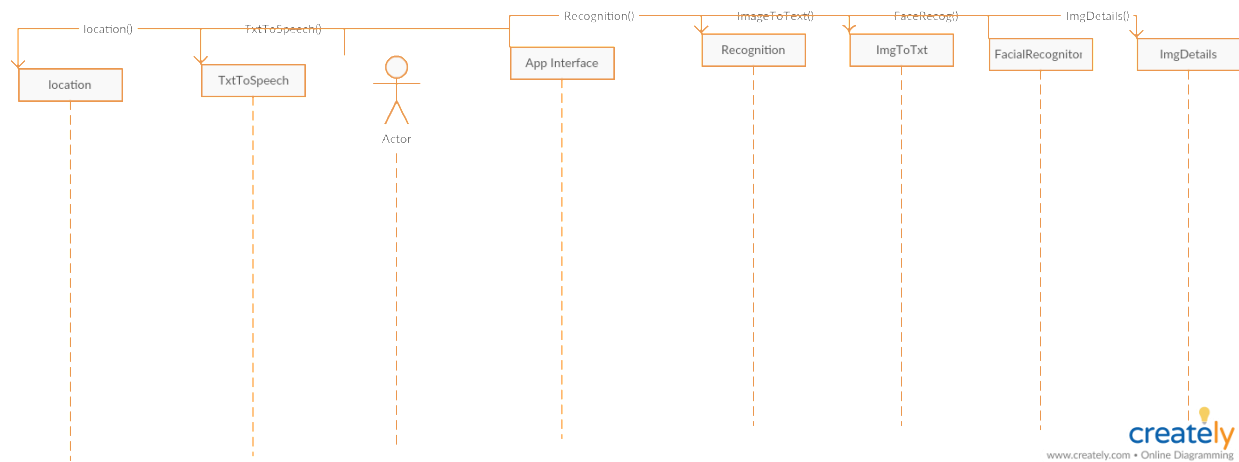 location()
TxtToSpeech()
Recognition()
ImageToText()
FaceRecog()
ImgDetails()
location
TxtToSpeech
Actor
App Interface
Recognition
ImgToTxt
FacialRecognitor
ImgDetails
creately
www.creately.com • Online Diagramming